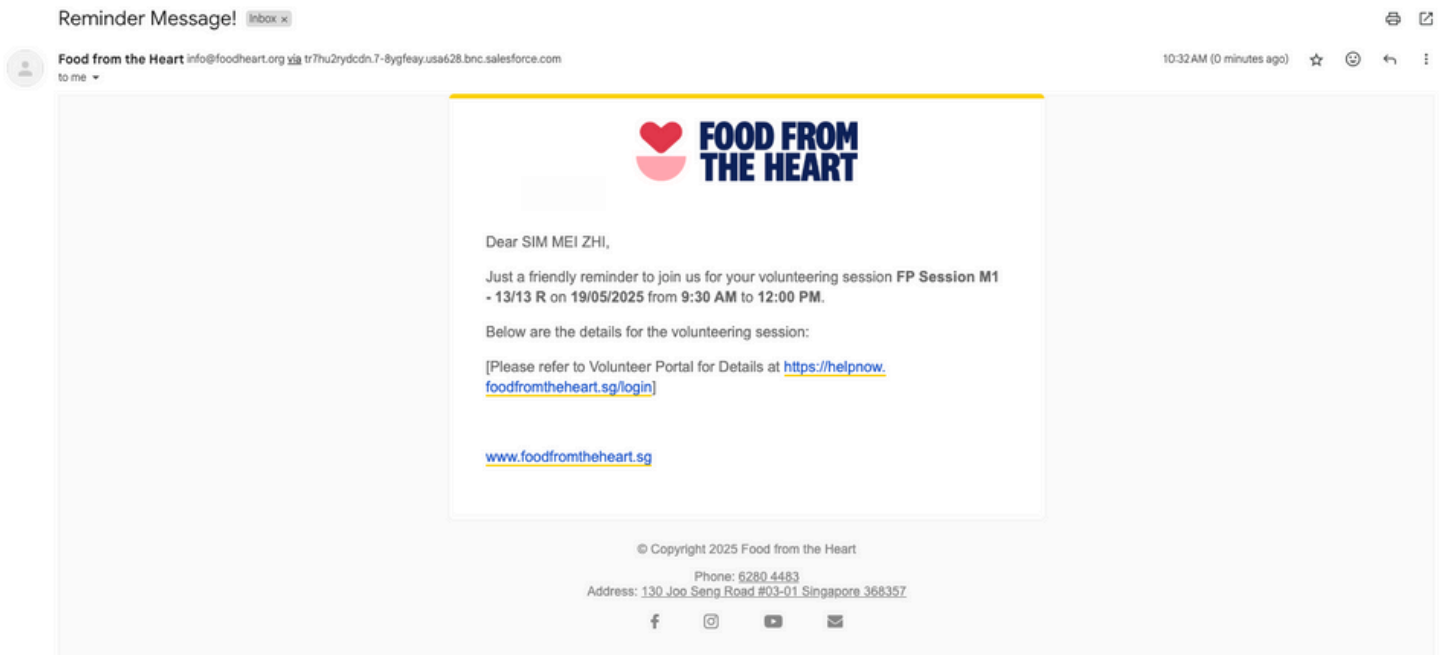 Reminder Message! Inbox x
Food from the Heart info@foodheart.org via tr7hu2rydcdn.7-8ygfeay.usa628.bnc.salesforce.com
10:32 AM (0 minutes ago)
to me
FOOD FROM
THE HEART
Dear SIM MEI ZHI,
Just a friendly reminder to join us for your volunteering session FP Session M1
- 13/13 R on 19/05/2025 from 9:30 AM to 12:00 PM.
Below are the details for the volunteering session:
[Please refer to Volunteer Portal for Details at https://helpnow.
foodfromtheheart.sg/login]
www.foodfromtheheart.sg
© Copyright 2025 Food from the Heart
Phone: 6280 4483
Address: 130 Joo Seng Road #03-01 Singapore 368357